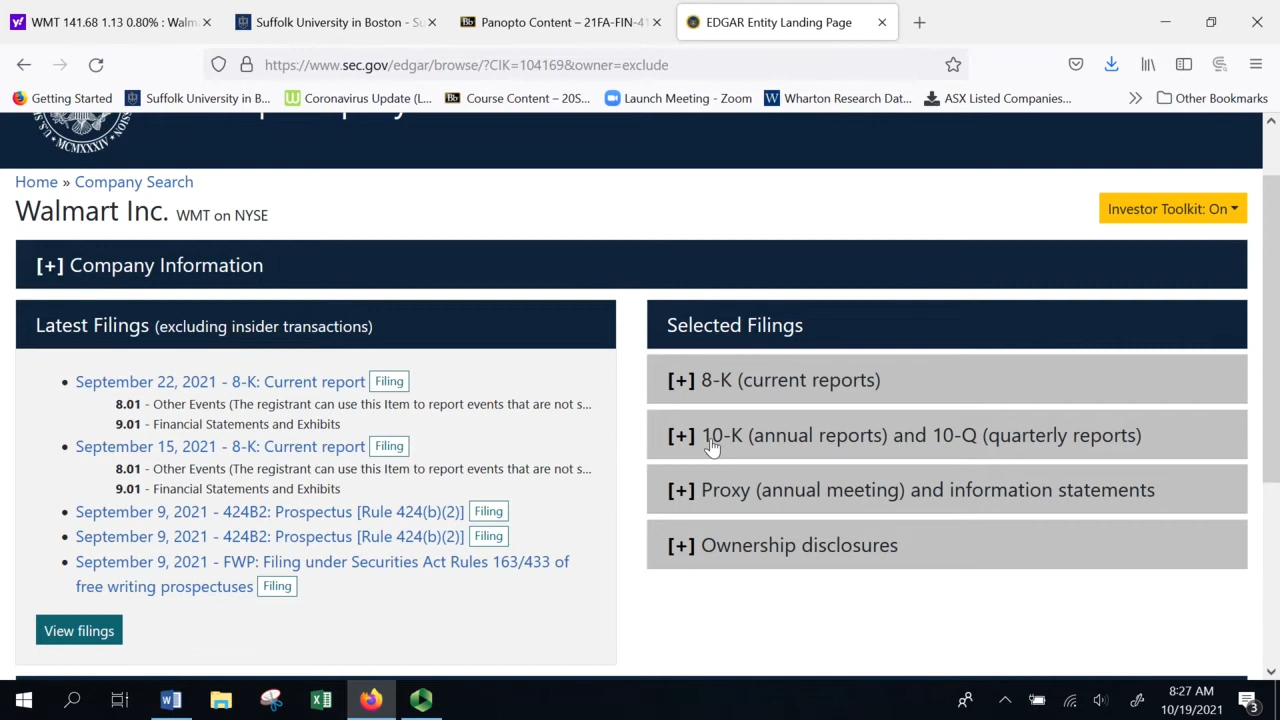 WMT 141.68 1.13 0.80% : Walm
Suffolk University in Boston - Su
Panopto Content – 21FA-FIN-41
EDGAR Entity Landing Page
https://www.sec.gov/edgar/browse/?CIK=104169&owner=exclude
Getting Started
Suffolk University in B...
Coronavirus Update (L...
Bb Course Content – 20S...
Launch Meeting - Zoom
Wharton Research Dat...
ASX Listed Companies...
Other Bookmarks
MCMXXXIV
Home » Company Search
Walmart Inc. WMT on NYSE
Investor Toolkit: On
[+] Company Information
Latest Filings (excluding insider transactions)
September 22, 2021 - 8-K: Current report Filing
8.01 - Other Events (The registrant can use this Item to report events that are not s...
9.01 - Financial Statements and Exhibits
September 15, 2021 - 8-K: Current report Filing
8.01 - Other Events (The registrant can use this Item to report events that are not s...
9.01 - Financial Statements and Exhibits
September 9, 2021 - 424B2: Prospectus [Rule 424(b)(2)] Filing
September 9, 2021 - 424B2: Prospectus [Rule 424(b)(2)] Filing
September 9, 2021 - FWP: Filing under Securities Act Rules 163/433 of
free writing prospectuses Filing
View filings
Selected Filings
[+] 8-K (current reports)
[+] 10-K (annual reports) and 10-Q (quarterly reports)
[+] Proxy (annual meeting) and information statements
[+] Ownership disclosures
8:27 AM
10/19/2021
3